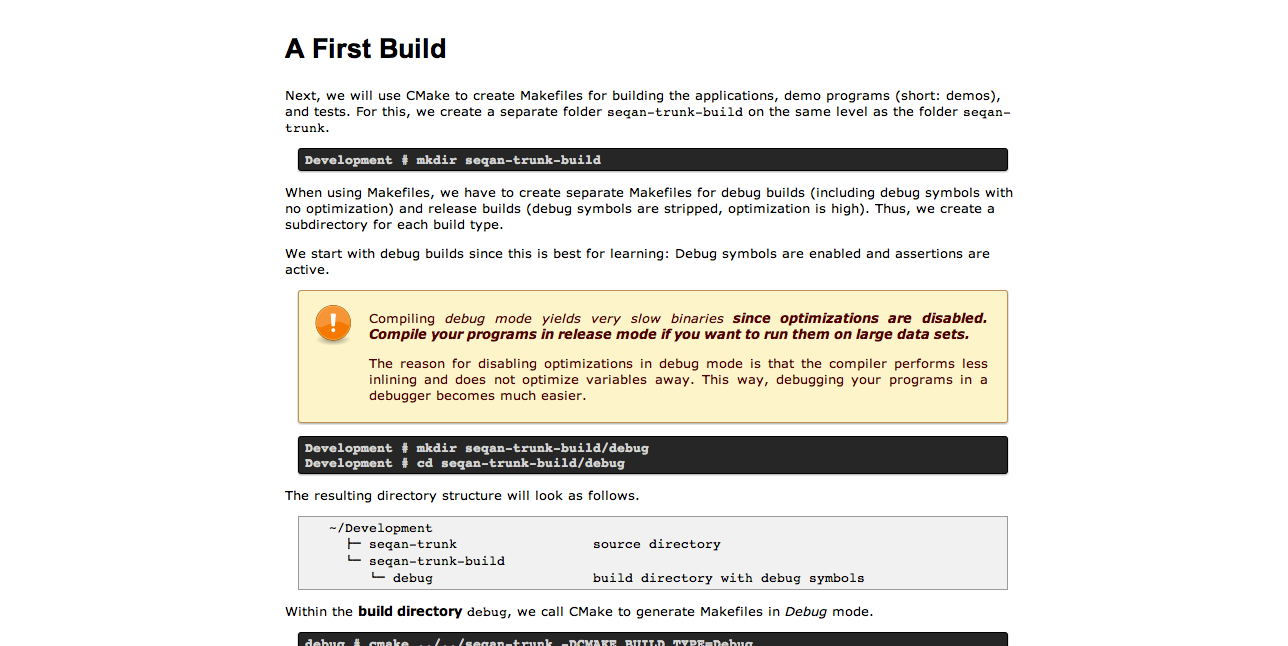 A First Build
Next, we will use CMake to create Makefiles for building the applications, demo programs (short: demos),
and tests. For this, we create a separate folder seqan-trunk-build on the same level as the folder seqan-
trunk.
Development # mkdir seqan-trunk-build
When using Makefiles, we have to create separate Makefiles for debug builds (including debug symbols with
no optimization) and release builds (debug symbols are stripped, optimization is high). Thus, we create a
subdirectory for each build type.
We start with debug builds since this is best for learning: Debug symbols are enabled and assertions are
active.
Compiling debug mode yields very slow binaries since optimizations are disabled.
Compile your programs in release mode if you want to run them on large data sets.
The reason for disabling optimizations in debug mode is that the compiler performs less
inlining and does not optimize variables away. This way, debugging your programs in a
debugger becomes much easier.
Development # mkdir seqan-trunk-build/debug
Development # cd seqan-trunk-build/debug
The resulting directory structure will look as follows.
~/Development
├─ seqan-trunk source directory
└─ seqan-trunk-build
└─ debug build directory with debug symbols
Within the build directory debug, we call CMake to generate Makefiles in Debug mode.
debug # cmake ../../seqan-trunk -DCMAKE_BUILD_TYPE=Debug